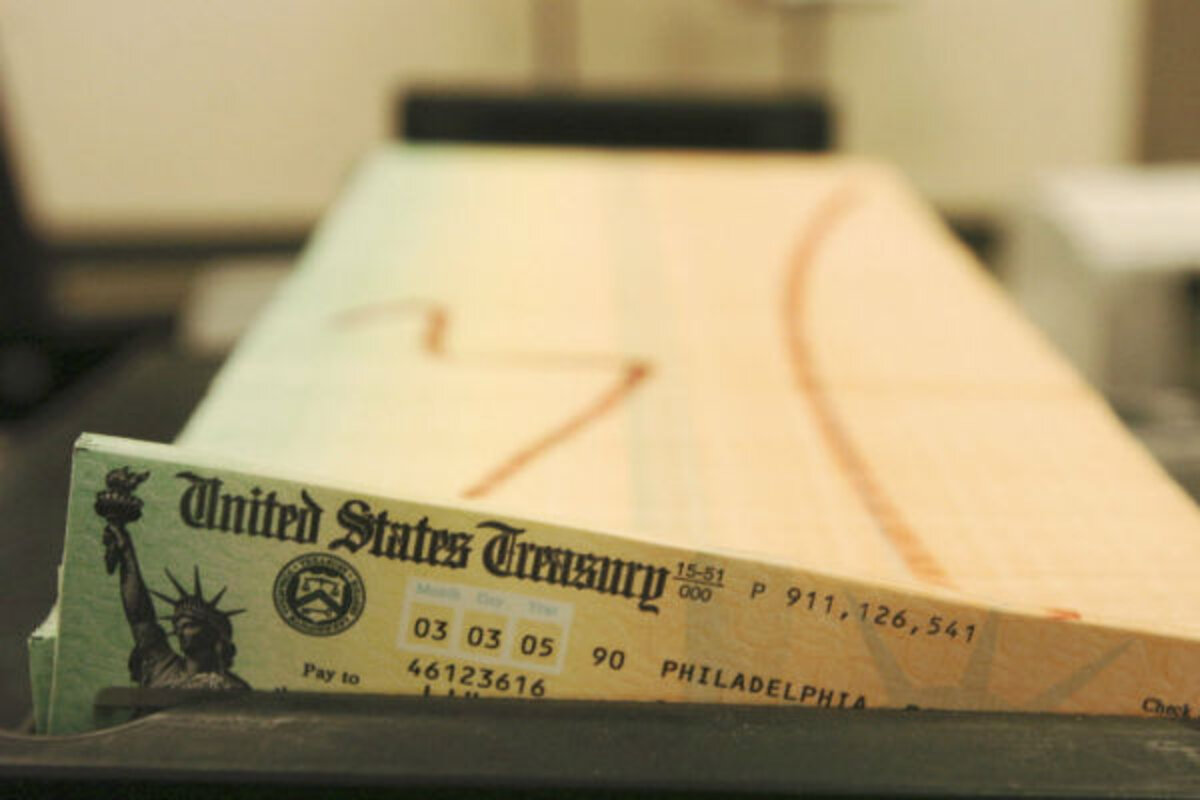 United States Treasury
15-51
000
P 911,126,541
Month Day Year
03 03 05
90 PHILADELPHIA,
46123616
Pay to
Check